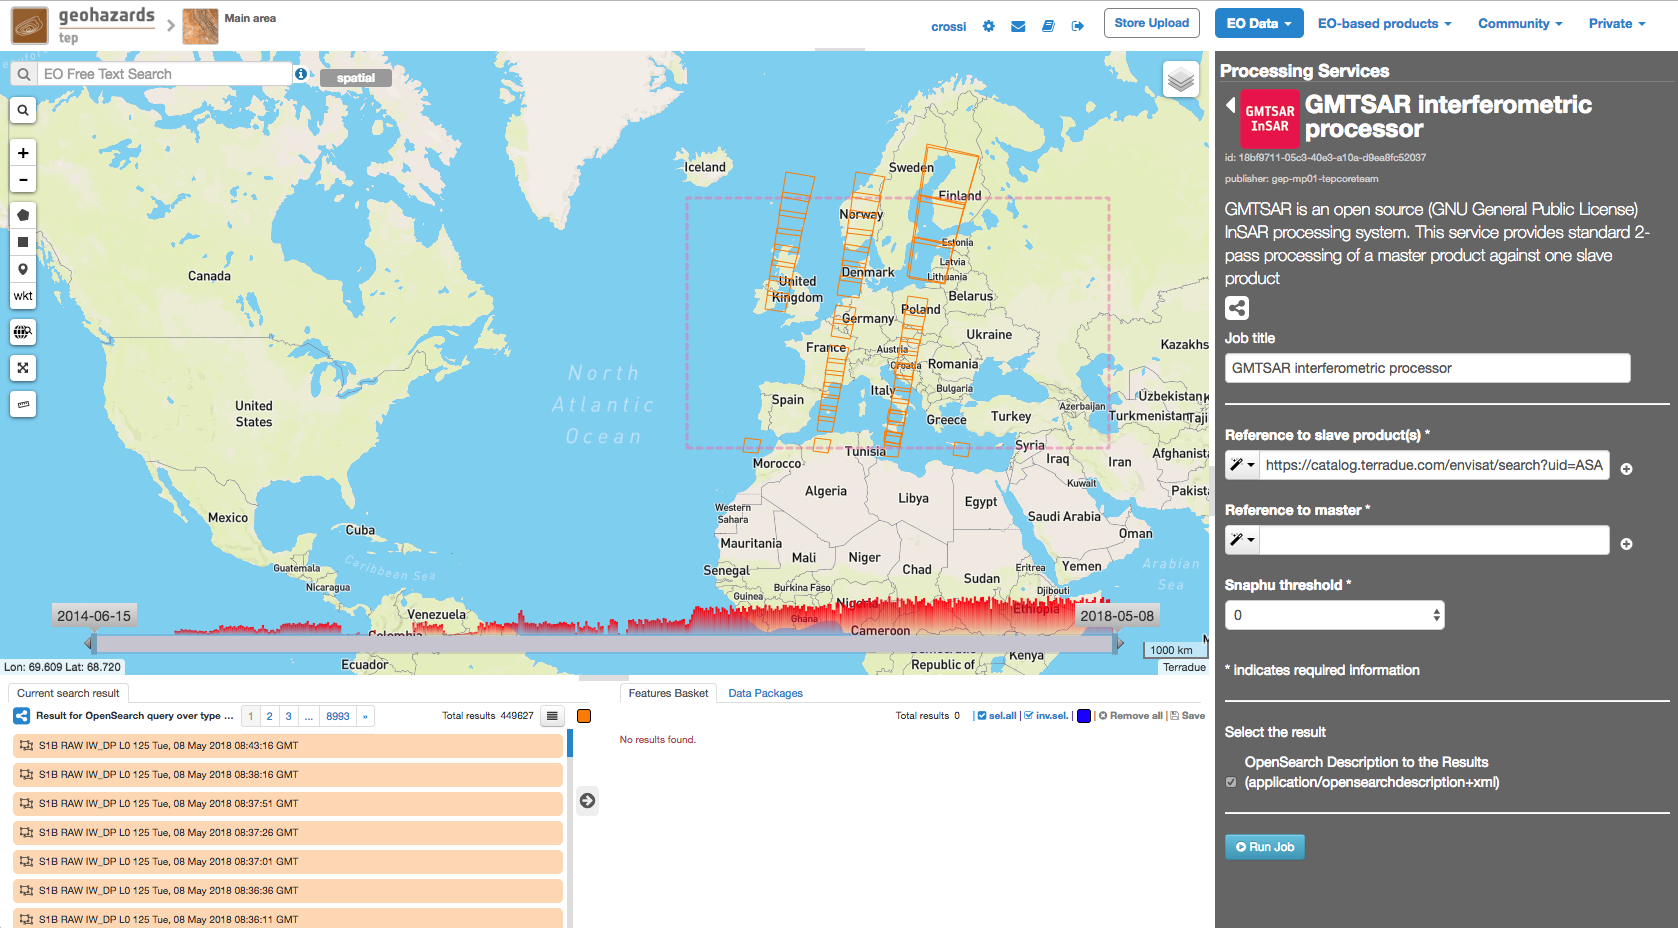 geohazards
tep
Main area
crossi
Store Upload
EO Data
EO-based products
Community
Private
EO Free Text Search
spatial
wkt
Iceland
Sweden
Finland
Norway
Estonia
Latvia
Lithuania
Denmark
United
Kingdom
Belarus
Poland
Germany
Ukraine
France
Austria
Croatia
Romania
Kazakhs
Italy
Bulgaria
Spain
Greece
Turkey
Azerbaijan
Uzbekistan
Turkmenistan
Taji
Canada
United
States
North
Atlantic
Ocean
Tunisia
Syria
Morocco
Iraq
Iran
Afghanista
Kuwait
Algeria
Libya
Egypt
Pakist
Western
Sahara
Saudi Arabia
Oman
Mexico
Cuba
Mauritania
Mali
Niger
Chad
Sudan
Eritrea
Yemen
Arabian
Sea
Senegal
Burkina Faso
Djibouti
Guinea
Guatemala
Caribbean Sea
Nicaragua
Nigeria
Ethiopia
Ghana
Venezuela
Colombia
Cameroon
Ecuador
Democratic
Republic of
Kenya
2014-06-15
2018-05-08
1000 km
Lon: 69.609 Lat: 68.720
Terradue
Current search result
Result for OpenSearch query over type ...
1 2 3 ... 8993 »
Total results 449627
S1B RAW IW_DP L0 125 Tue, 08 May 2018 08:43:16 GMT
S1B RAW IW_DP L0 125 Tue, 08 May 2018 08:38:16 GMT
S1B RAW IW_DP L0 125 Tue, 08 May 2018 08:37:51 GMT
S1B RAW IW_DP L0 125 Tue, 08 May 2018 08:37:26 GMT
S1B RAW IW_DP L0 125 Tue, 08 May 2018 08:37:01 GMT
S1B RAW IW_DP L0 125 Tue, 08 May 2018 08:36:36 GMT
S1B RAW IW_DP L0 125 Tue, 08 May 2018 08:36:11 GMT
Features Basket
Data Packages
Total results 0 | sel.all | inv.sel. | | Remove all | Save
No results found.
Processing Services
GMTSAR
InSAR
GMTSAR interferometric
processor
id: 18bf9711-05c3-40e3-a10a-d9ea8fc52037
publisher: gep-mp01-tepcoreteam
GMTSAR is an open source (GNU General Public License)
InSAR processing system. This service provides standard 2-
pass processing of a master product against one slave
product
Job title
GMTSAR interferometric processor
Reference to slave product(s) *
https://catalog.terradue.com/envisat/search?uid=ASA
Reference to master *
Snaphu threshold *
0
* indicates required information
Select the result
OpenSearch Description to the Results
(application/opensearchdescription+xml)
Run Job